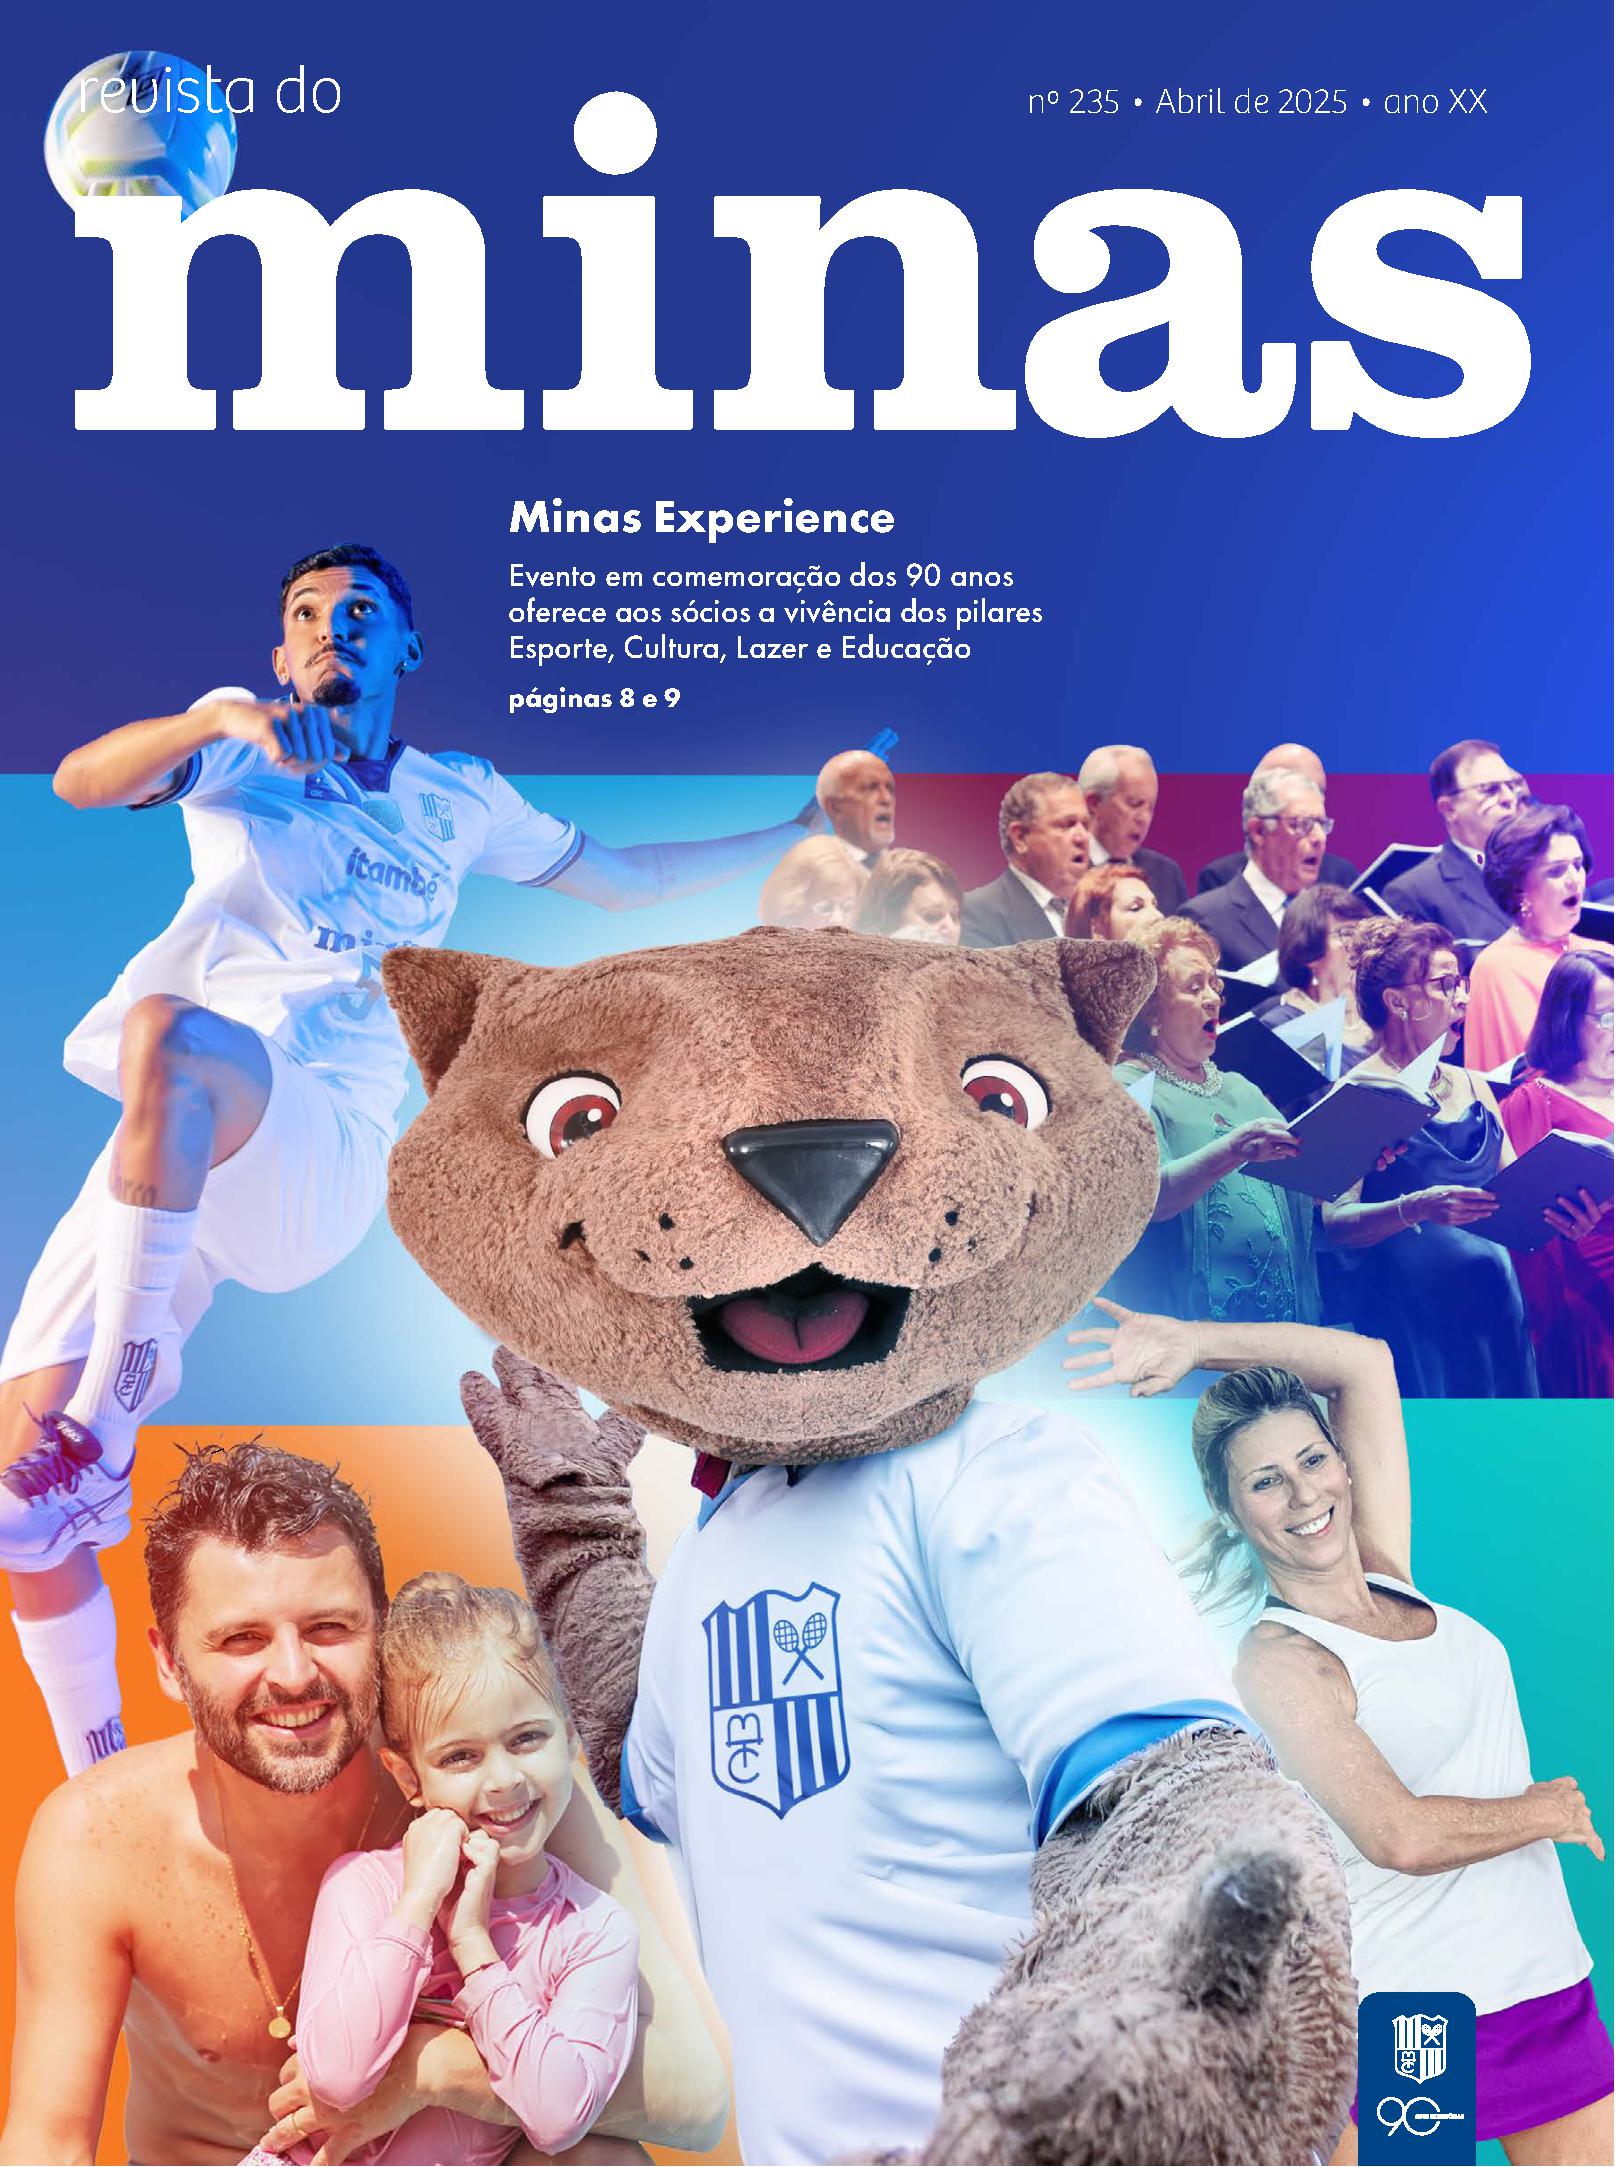 revista do
nº 235 • Abril de 2025 • ano XX
minas
Minas Experience
Evento em comemoração dos 90 anos
oferece aos sócios a vivência dos pilares
Esporte, Cultura, Lazer e Educação
páginas 8 e 9
itambé
MTC
90